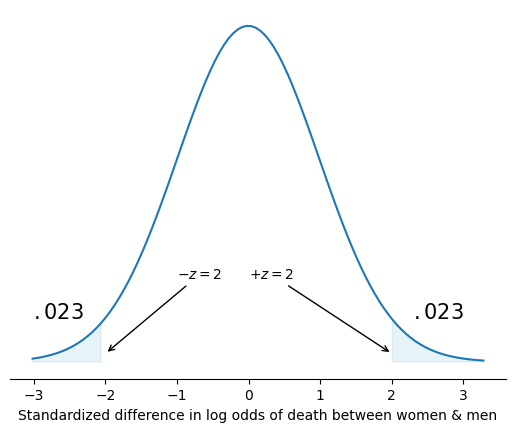 −z = 2 +z = 2
.023 .023
−3 −2 −1 0 1 2 3
Standardized difference in log odds of death between women & men